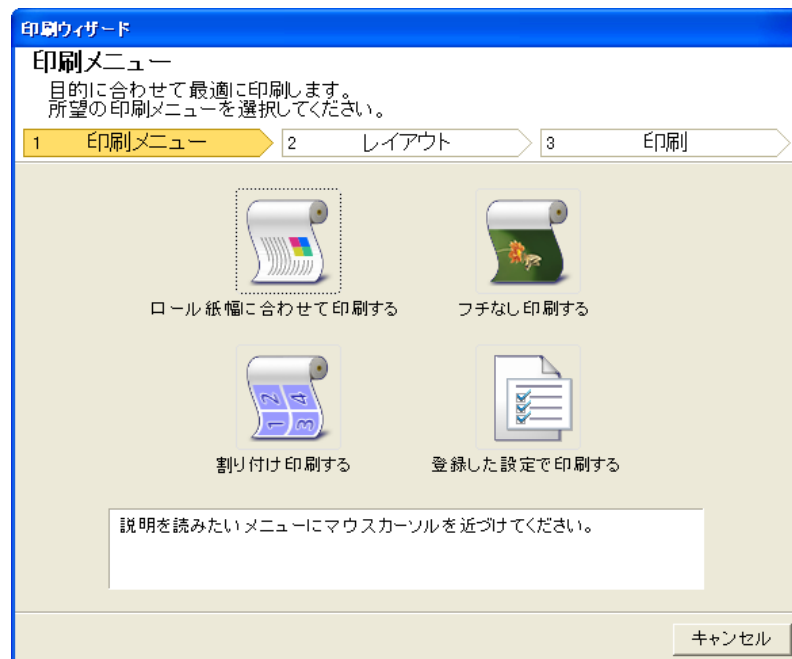 印刷ウィザード
印刷メニュー
目的に合わせて最適に印刷します。
所望の印刷メニューを選択してください。
1 印刷メニュー 2 レイアウト 3 印刷
ロール紙幅に合わせて印刷する フチなし印刷する
1 2 3 4
割り付け印刷する 登録した設定で印刷する
説明を読みたいメニューにマウスカーソルを近づけてください。
キャンセル